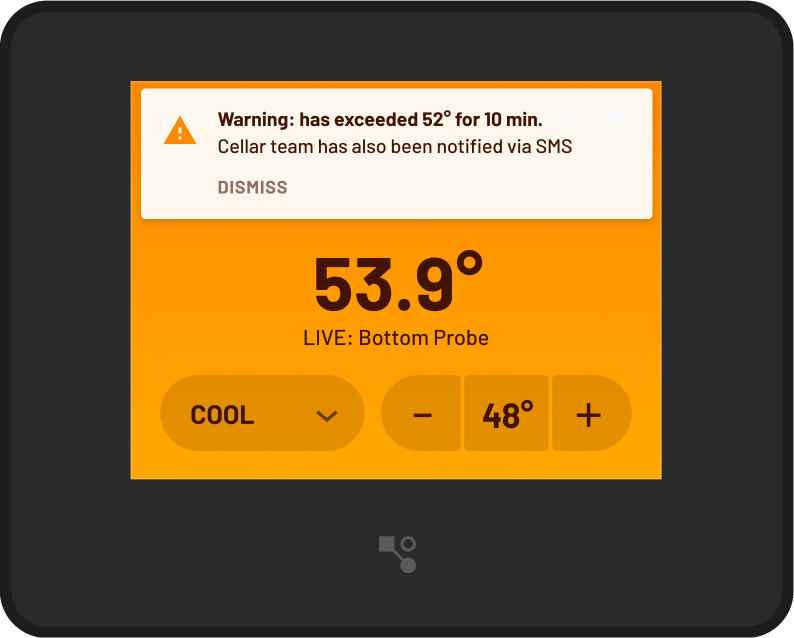 Warning: has exceeded 52° for 10 min.
Cellar team has also been notified via SMS
DISMISS
53.9°
LIVE: Bottom Probe
COOL
− 48° +